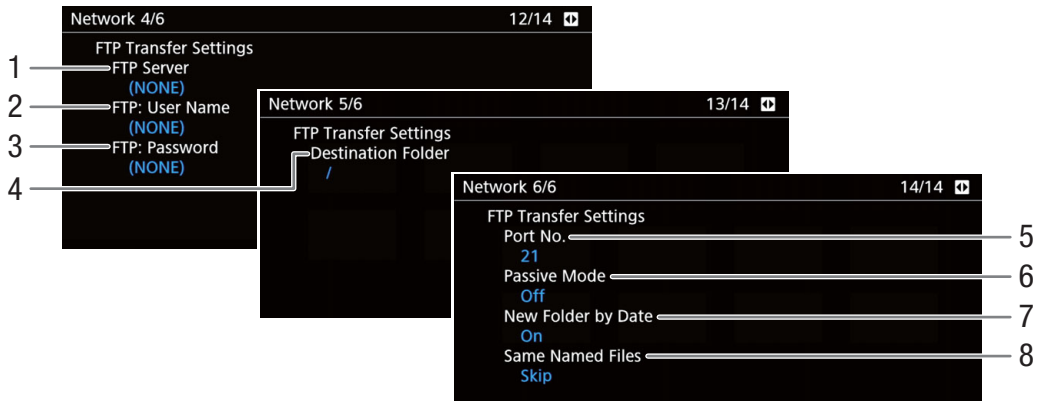 Network 4/6 12/14
FTP Transfer Settings
1 FTP Server
(NONE)
2 FTP: User Name
(NONE)
3 FTP: Password
(NONE)
Network 5/6 13/14
FTP Transfer Settings
4 Destination Folder
/
Network 6/6 14/14
FTP Transfer Settings
Port No. 5
21
Passive Mode 6
Off
New Folder by Date 7
On
Same Named Files 8
Skip